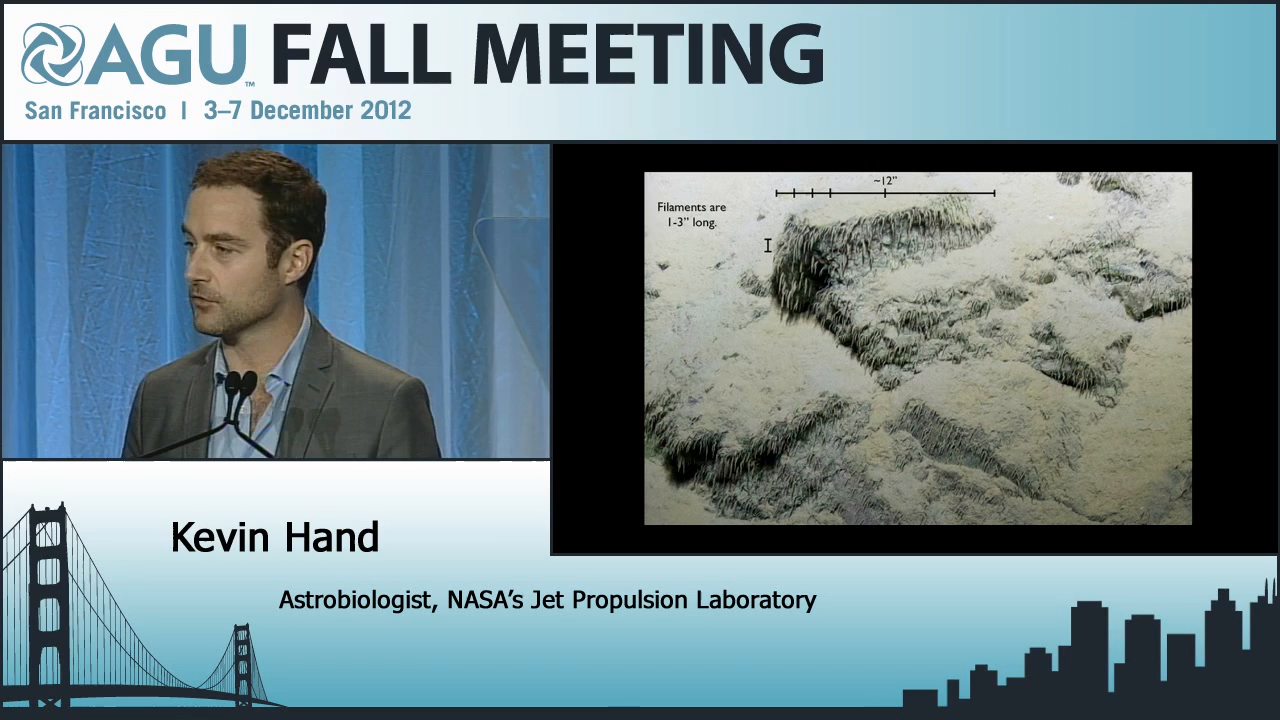 AGU™ FALL MEETING
San Francisco | 3–7 December 2012
~12”
Filaments are
1-3” long.
Kevin Hand
Astrobiologist, NASA’s Jet Propulsion Laboratory